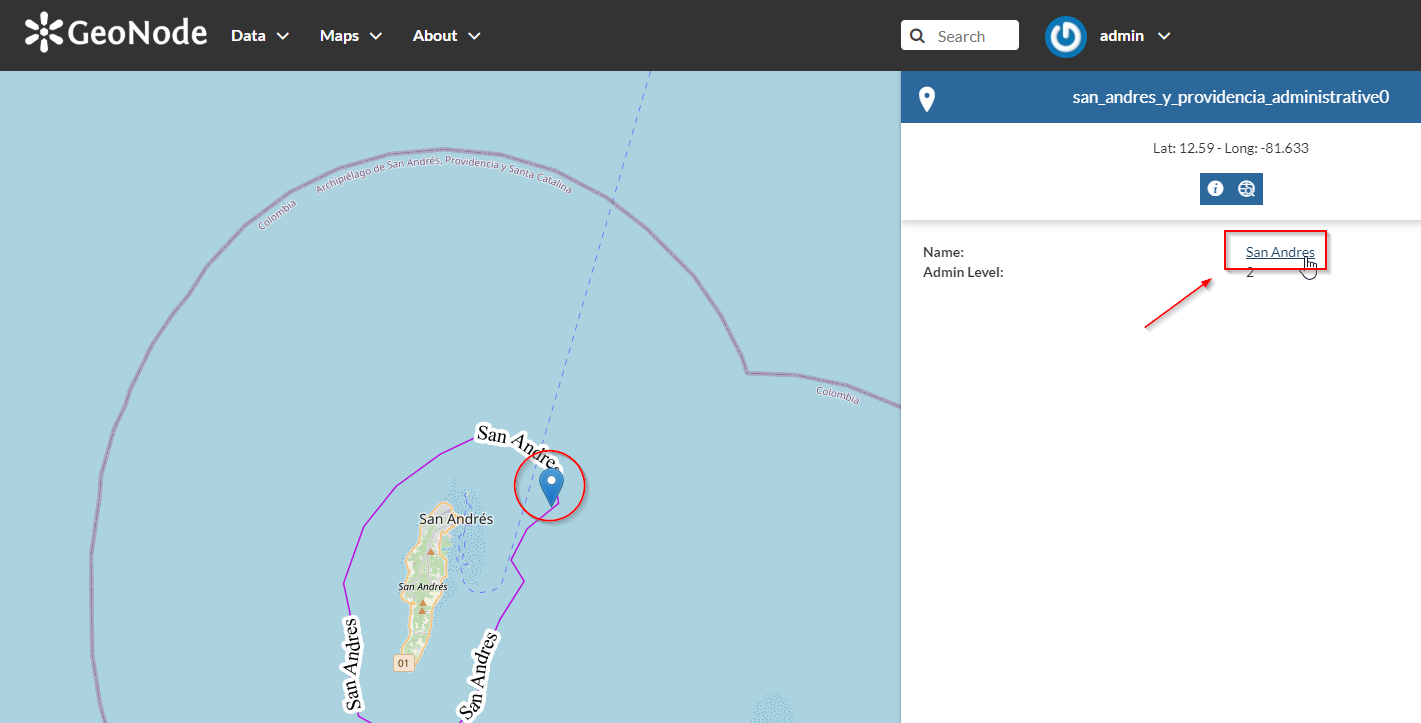 GeoNode Data Maps About Search admin
san_andres_y_providencia_administrative0
Lat: 12.59 - Long: -81.633
Name: San Andres
Admin Level: 2
Archipiélago de San Andrés, Providencia y Santa Catalina
Colombia
Colombia
San Andres
San Andrés
San Andrés
San Andres
San Andres
01